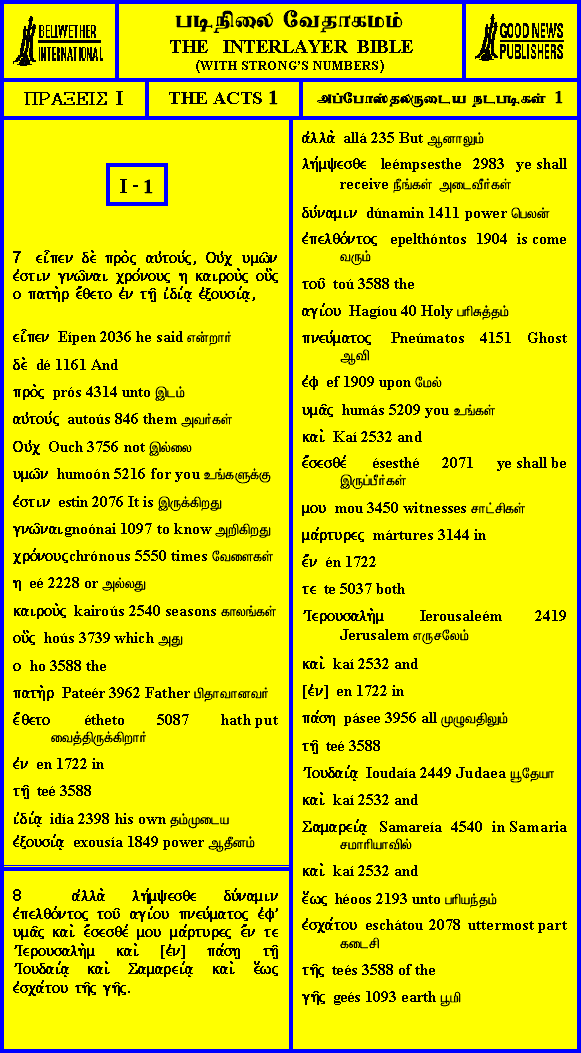 BELLWETHER
INTERNATIONAL
படிநிலை வேதாகமம்
THE INTERLAYER BIBLE
(WITH STRONG'S NUMBERS)
GOOD NEWS
PUBLISHERS
ΠΡΑΞΕΙΣ I
THE ACTS 1
அப்போஸ்தலருடைய நடபடிகள் 1
I - 1
7 εἶπεν δὲ πρὸς αὐτούς, Οὐχ υμῶν
ἐστιν γνῶναι χρόνους η καιροὺς οὓς
ο πατὴρ ἔθετο ἐν τῇ ἰδίᾳ ἐξουσίᾳ,
εἶπεν Eípen 2036 he said என்றார்
δὲ dé 1161 And
πρὸς prós 4314 unto இடம்
αὐτούς autoús 846 them அவர்கள்
Οὐχ Ouch 3756 not இல்லை
υμῶν humoón 5216 for you உங்களுக்கு
ἐστιν estin 2076 It is இருக்கிறது
γνῶναι gnoónai 1097 to know அறிகிறது
χρόνους chrónous 5550 times வேளைகள்
η eé 2228 or அல்லது
καιροὺς kairoús 2540 seasons காலங்கள்
οὓς hoús 3739 which அது
ο ho 3588 the
πατὴρ Pateér 3962 Father பிதாவானவர்
ἔθετο étheto 5087 hath put
வைத்திருக்கிறார்
ἐν en 1722 in
τῇ teé 3588
ἰδίᾳ idía 2398 his own தம்முடைய
ἐξουσίᾳ exousía 1849 power ஆதீனம்
8 ἀλλὰ λήμψεσθε δύναμιν
ἐπελθόντος τοῦ αγίου πνεύματος ἐφ'
υμᾶς καὶ ἔσεσθέ μου μάρτυρες ἔν τε
Ἰερουσαλὴμ καὶ [ἐν] πάσῃ τῇ
Ἰουδαίᾳ καὶ Σαμαρείᾳ καὶ ἕως
ἐσχάτου τῆς γῆς.
ἀλλὰ allá 235 But ஆனாலும்
λήμψεσθε leémpsesthe 2983 ye shall
receive நீங்கள் அடைவீர்கள்
δύναμιν dúnamin 1411 power பெலன்
ἐπελθόντος epelthóntos 1904 is come
வரும்
τοῦ toú 3588 the
αγίου Hagíou 40 Holy பரிசுத்தம்
πνεύματος Pneúmatos 4151 Ghost
ஆவி
ἐφ ef 1909 upon மேல்
υμᾶς humás 5209 you உங்கள்
καὶ Kaí 2532 and
ἔσεσθέ ésesthé 2071 ye shall be
இருப்பீர்கள்
μου mou 3450 witnesses சாட்சிகள்
μάρτυρες mártures 3144 in
ἔν én 1722
τε te 5037 both
Ἰερουσαλὴμ Ierousaleém 2419
Jerusalem எருசலேம்
καὶ kaí 2532 and
[ἐν] en 1722 in
πάσῃ pásee 3956 all முழுவதிலும்
τῇ teé 3588
Ἰουδαίᾳ Ioudaía 2449 Judaea யூதேயா
καὶ kaí 2532 and
Σαμαρείᾳ Samareía 4540 in Samaria
சமாரியாவில்
καὶ kaí 2532 and
ἕως héoos 2193 unto பரியந்தம்
ἐσχάτου eschátou 2078 uttermost part
கடைசி
τῆς teés 3588 of the
γῆς geés 1093 earth பூமி